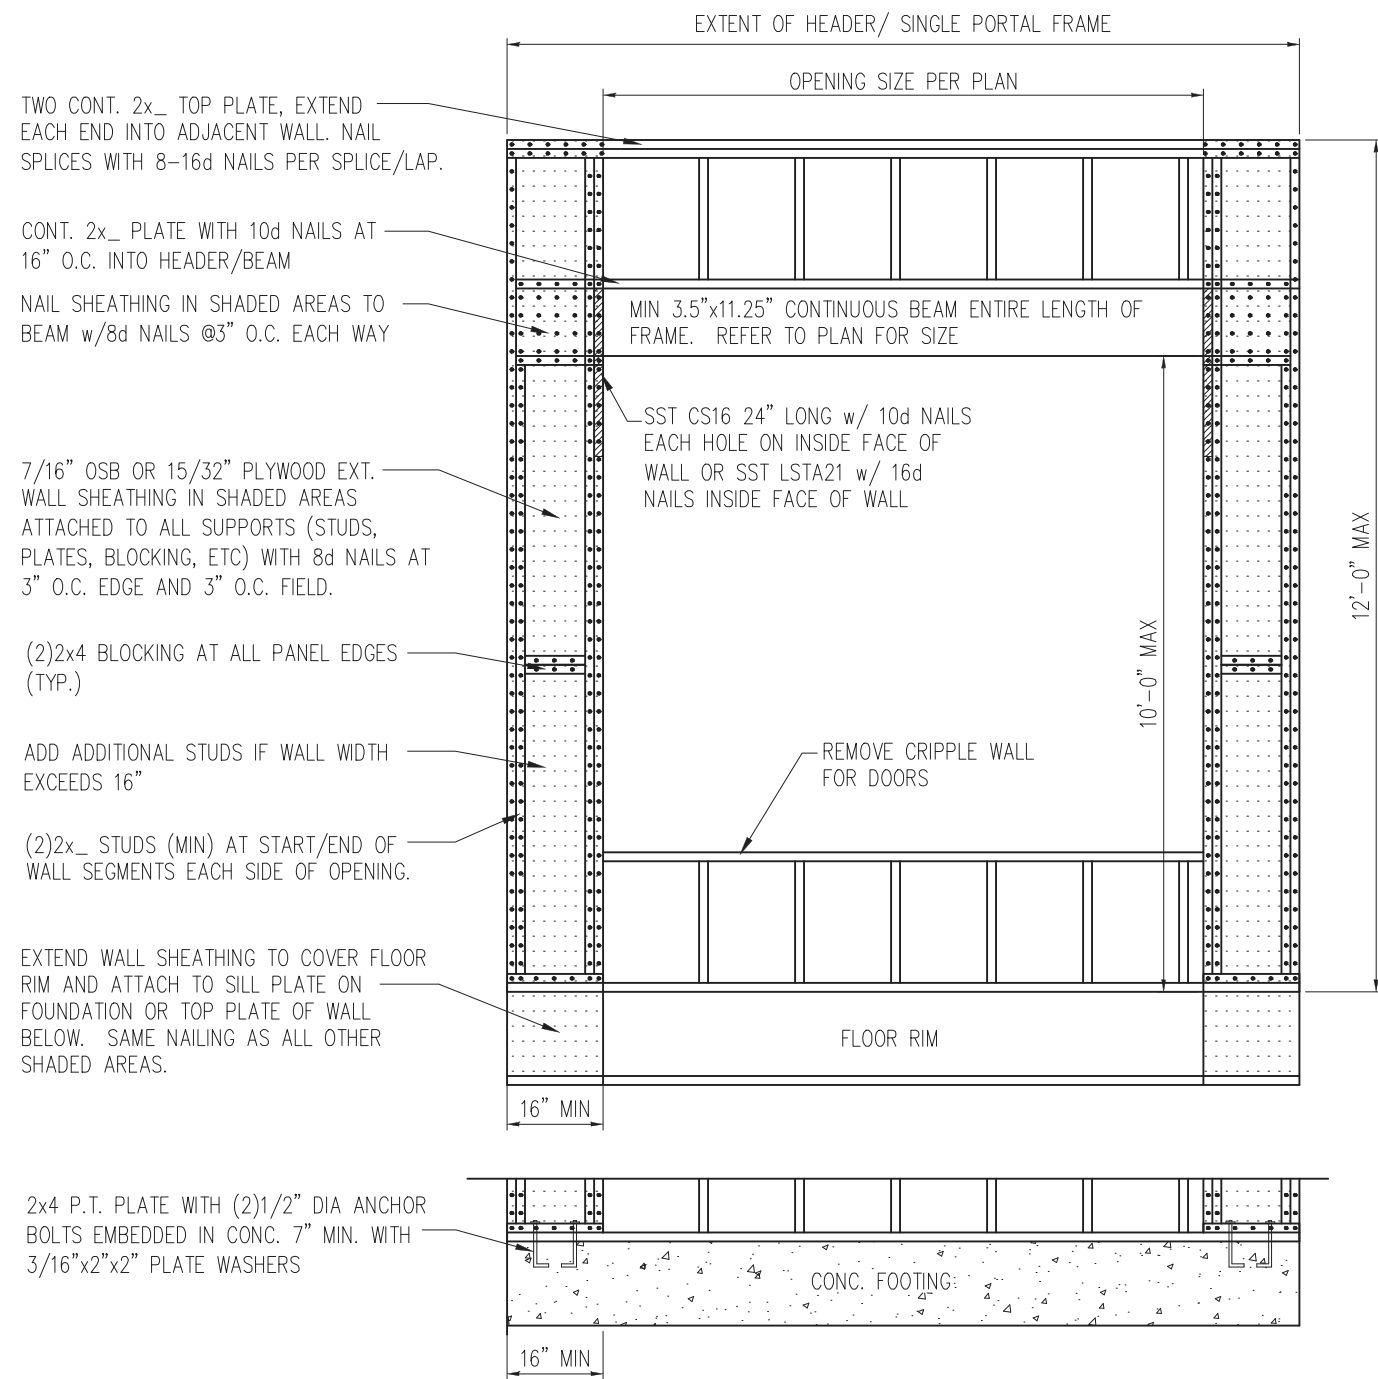 EXTENT OF HEADER/ SINGLE PORTAL FRAME
OPENING SIZE PER PLAN
TWO CONT. 2x_ TOP PLATE, EXTEND
EACH END INTO ADJACENT WALL. NAIL
SPLICES WITH 8-16d NAILS PER SPLICE/LAP.
CONT. 2x_ PLATE WITH 10d NAILS AT
16" O.C. INTO HEADER/BEAM
NAIL SHEATHING IN SHADED AREAS TO
BEAM w/8d NAILS @3" O.C. EACH WAY
MIN 3.5"x11.25" CONTINUOUS BEAM ENTIRE LENGTH OF
FRAME. REFER TO PLAN FOR SIZE
SST CS16 24" LONG w/ 10d NAILS
EACH HOLE ON INSIDE FACE OF
WALL OR SST LSTA21 w/ 16d
NAILS INSIDE FACE OF WALL
7/16" OSB OR 15/32" PLYWOOD EXT.
WALL SHEATHING IN SHADED AREAS
ATTACHED TO ALL SUPPORTS (STUDS,
PLATES, BLOCKING, ETC) WITH 8d NAILS AT
3" O.C. EDGE AND 3" O.C. FIELD.
12'-0" MAX
10'-0" MAX
(2)2x4 BLOCKING AT ALL PANEL EDGES
(TYP.)
ADD ADDITIONAL STUDS IF WALL WIDTH
EXCEEDS 16"
REMOVE CRIPPLE WALL
FOR DOORS
(2)2x_ STUDS (MIN) AT START/END OF
WALL SEGMENTS EACH SIDE OF OPENING.
EXTEND WALL SHEATHING TO COVER FLOOR
RIM AND ATTACH TO SILL PLATE ON
FOUNDATION OR TOP PLATE OF WALL
BELOW. SAME NAILING AS ALL OTHER
SHADED AREAS.
FLOOR RIM
16" MIN
2x4 P.T. PLATE WITH (2)1/2" DIA ANCHOR
BOLTS EMBEDDED IN CONC. 7" MIN. WITH
3/16"x2"x2" PLATE WASHERS
CONC. FOOTING
16" MIN